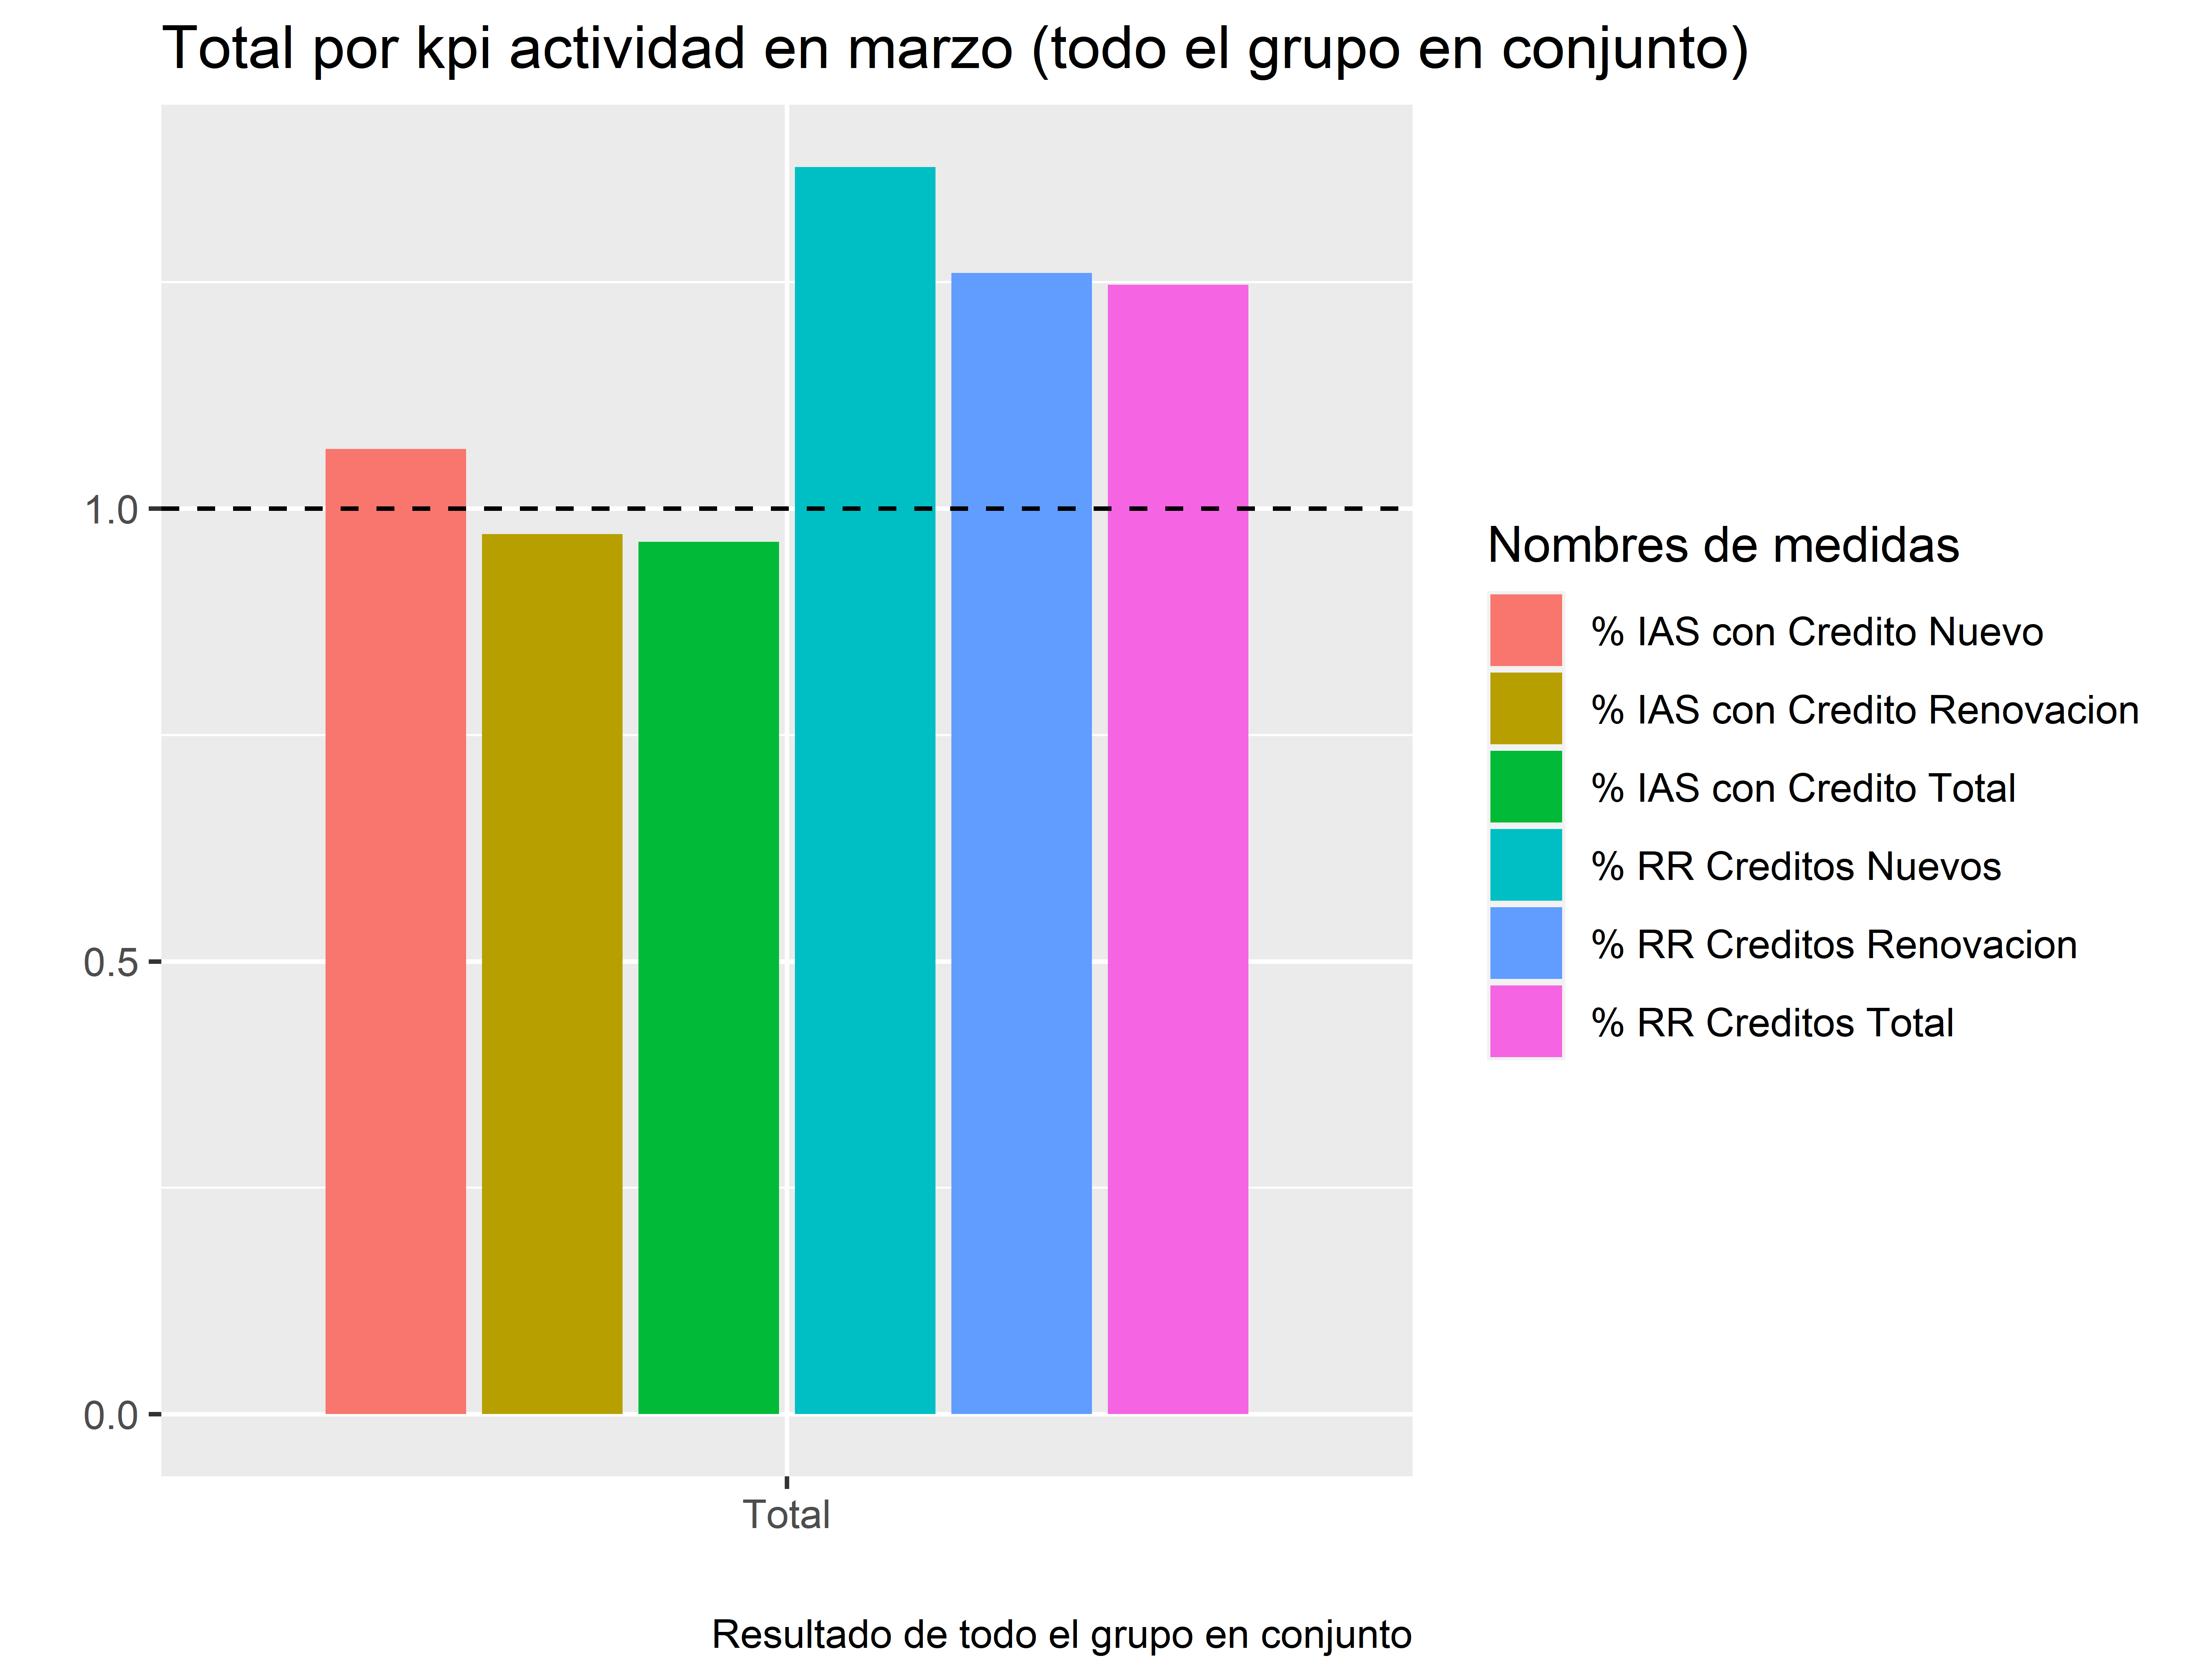 Total por kpi actividad en marzo (todo el grupo en conjunto)
1.0
0.5
0.0
Total
Nombres de medidas
% IAS con Credito Nuevo
% IAS con Credito Renovacion
% IAS con Credito Total
% RR Creditos Nuevos
% RR Creditos Renovacion
% RR Creditos Total
Resultado de todo el grupo en conjunto